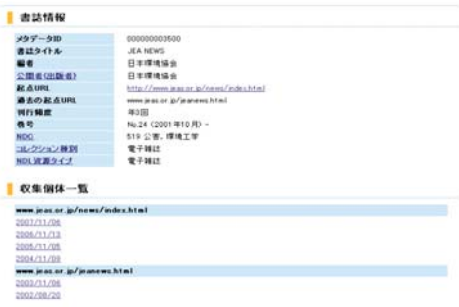 書誌情報
メタデータID 000000003500
書誌タイトル JEA NEWS
編者 日本環境協会
公開者(出版者) 日本環境協会
起点URL http://www.jeas.or.jp/news/index.html
過去の起点URL www.jeas.or.jp/jeanews.html
刊行頻度 年3回
巻号 No.24 (2001年10月) -
NDC 519 公害. 環境工学
コレクション種別 電子雑誌
NDL資源タイプ 電子雑誌
収集個体一覧
www.jeas.or.jp/news/index.html
2007/11/06
2006/11/13
2005/11/05
2004/11/09
www.jeas.or.jp/jeanews.html
2003/11/06
2002/08/20